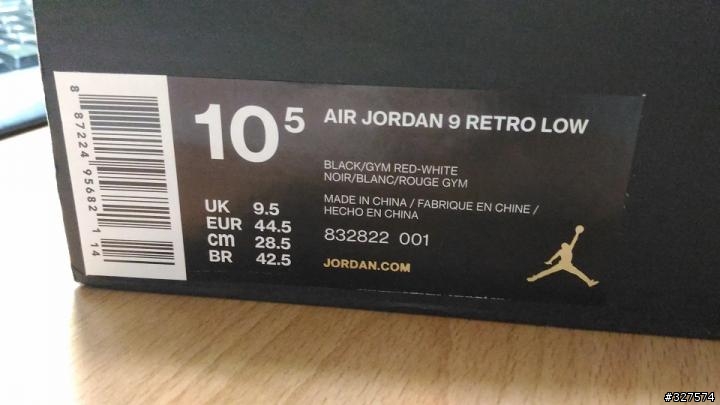 8 87224 95682 1 14
10 5
AIR JORDAN 9 RETRO LOW
BLACK/GYM RED-WHITE
NOIR/BLANC/ROUGE GYM
MADE IN CHINA / FABRIQUE EN CHINE /
HECHO EN CHINA
832822 001
JORDAN.COM
UK 9.5
EUR 44.5
cm 28.5
BR 42.5
#327574